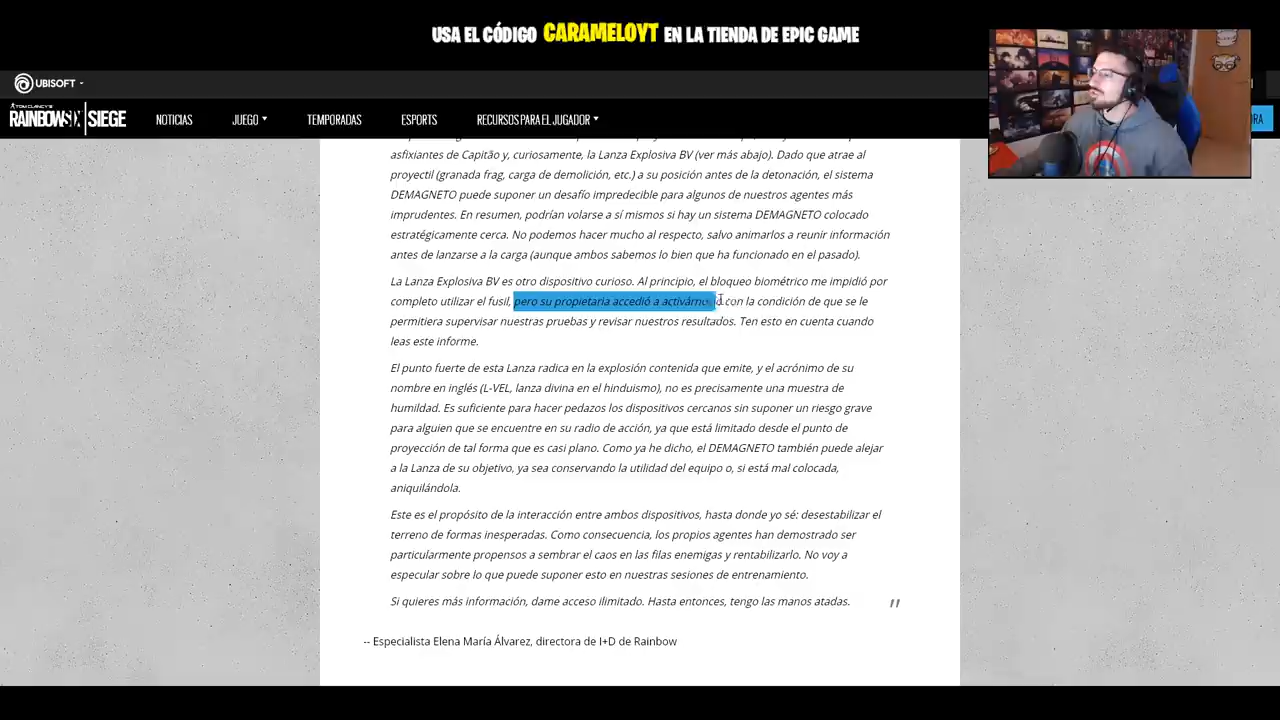 USA EL CÓDIGO CARAMELOYT EN LA TIENDA DE EPIC GAME
UBISOFT
TOM CLANCY'S
RAINBOW SIX | SIEGE
NOTICIAS
JUEGO
TEMPORADAS
ESPORTS
RECURSOS PARA EL JUGADOR
ORA
asfixiantes de Capitão y, curiosamente, la Lanza Explosiva BV (ver más abajo). Dado que atrae al
proyectil (granada frag, carga de demolición, etc.) a su posición antes de la detonación, el sistema
DEMAGNETO puede suponer un desafío impredecible para algunos de nuestros agentes más
imprudentes. En resumen, podrían volarse a sí mismos si hay un sistema DEMAGNETO colocado
estratégicamente cerca. No podemos hacer mucho al respecto, salvo animarlos a reunir información
antes de lanzarse a la carga (aunque ambos sabemos lo bien que ha funcionado en el pasado).
La Lanza Explosiva BV es otro dispositivo curioso. Al principio, el bloqueo biométrico me impidió por
completo utilizar el fusil, pero su propietaria accedió a activárnoslo con la condición de que se le
permitiera supervisar nuestras pruebas y revisar nuestros resultados. Ten esto en cuenta cuando
leas este informe.
El punto fuerte de esta Lanza radica en la explosión contenida que emite, y el acrónimo de su
nombre en inglés (L-VEL, lanza divina en el hinduismo), no es precisamente una muestra de
humildad. Es suficiente para hacer pedazos los dispositivos cercanos sin suponer un riesgo grave
para alguien que se encuentre en su radio de acción, ya que está limitado desde el punto de
proyección de tal forma que es casi plano. Como ya he dicho, el DEMAGNETO también puede alejar
a la Lanza de su objetivo, ya sea conservando la utilidad del equipo o, si está mal colocada,
aniquilándola.
Este es el propósito de la interacción entre ambos dispositivos, hasta donde yo sé: desestabilizar el
terreno de formas inesperadas. Como consecuencia, los propios agentes han demostrado ser
particularmente propensos a sembrar el caos en las filas enemigas y rentabilizarlo. No voy a
especular sobre lo que puede suponer esto en nuestras sesiones de entrenamiento.
Si quieres más información, dame acceso ilimitado. Hasta entonces, tengo las manos atadas. "
-- Especialista Elena María Álvarez, directora de I+D de Rainbow